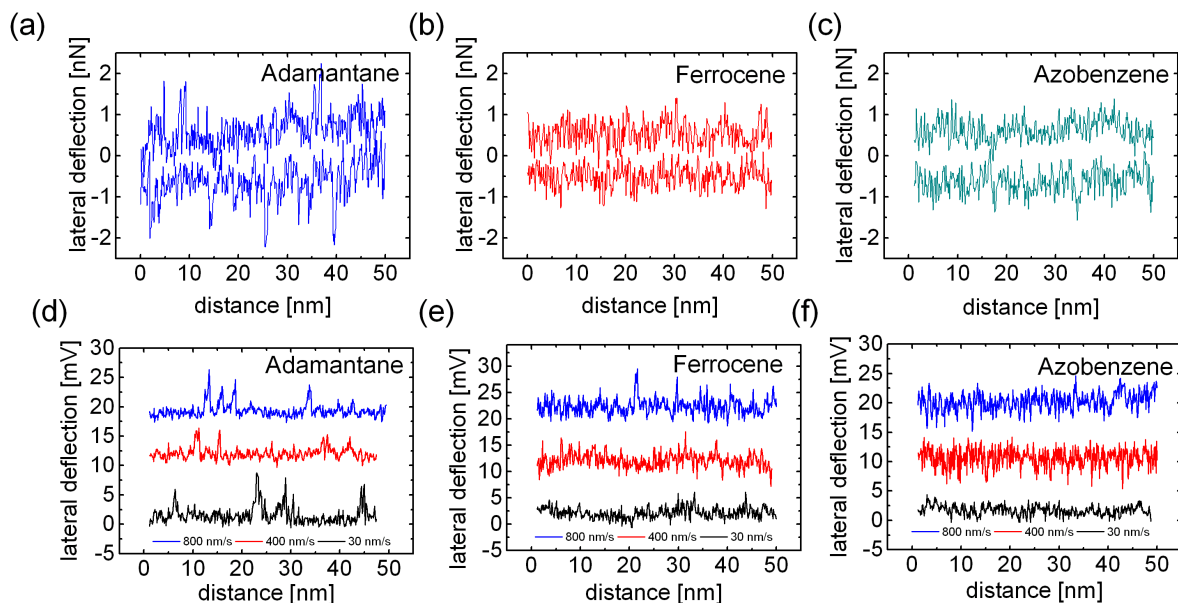 (a)
lateral deflection [nN]
Adamantane
2
1
0
-1
-2
0 10 20 30 40 50
distance [nm]
(b)
lateral deflection [nN]
Ferrocene
2
1
0
-1
-2
0 10 20 30 40 50
distance [nm]
(c)
lateral deflection [nN]
Azobenzene
2
1
0
-1
-2
0 10 20 30 40 50
distance [nm]
(d)
lateral deflection [mV]
Adamantane
30
25
20
15
10
5
0
-5
800 nm/s 400 nm/s 30 nm/s
0 10 20 30 40 50
distance [nm]
(e)
lateral deflection [mV]
Ferrocene
30
25
20
15
10
5
0
-5
800 nm/s 400 nm/s 30 nm/s
0 10 20 30 40 50
distance [nm]
(f)
lateral deflection [mV]
Azobenzene
30
25
20
15
10
5
0
-5
800 nm/s 400 nm/s 30 nm/s
0 10 20 30 40 50
distance [nm]